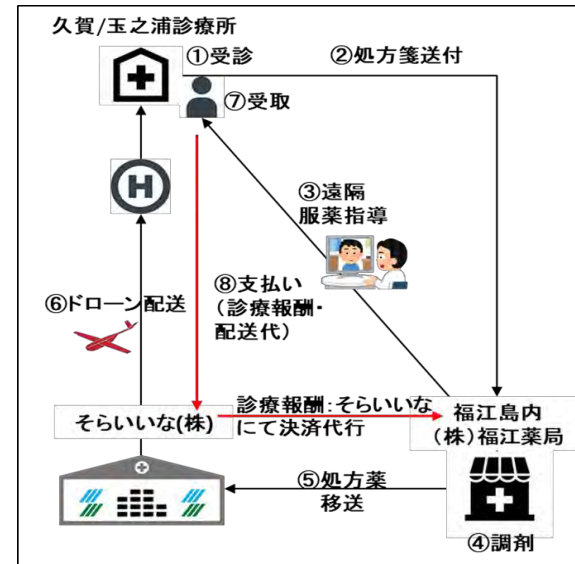 久賀/玉之浦診療所
①受診
②処方箋送付
⑦受取
H
③遠隔
服薬指導
⑥ドローン配送
⑧支払い
(診療報酬・
配送代)
そらいいな(株)
診療報酬:そらいいな
にて決済代行
福江島内
(株)福江薬局
⑤処方薬
移送
④調剤